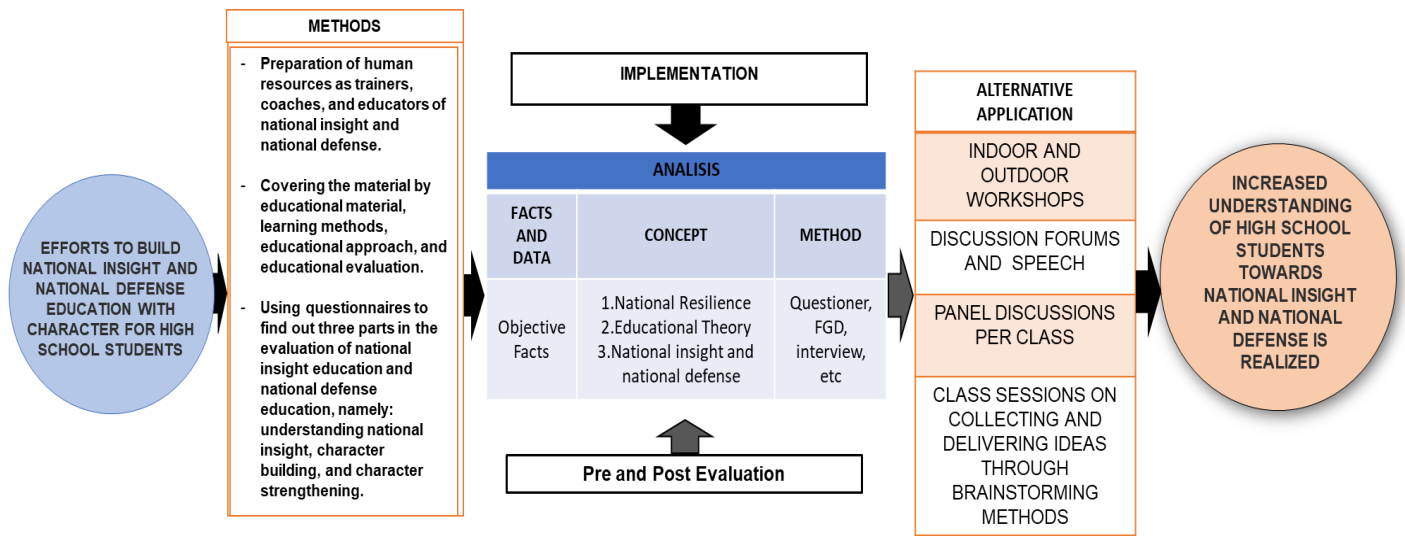 EFFORTS TO BUILD
NATIONAL INSIGHT AND
NATIONAL DEFENSE
EDUCATION WITH
CHARACTER FOR HIGH
SCHOOL STUDENTS
METHODS
- Preparation of human
resources as trainers,
coaches, and educators of
national insight and
national defense.
- Covering the material by
educational material,
learning methods,
educational approach, and
educational evaluation.
- Using questionnaires to
find out three parts in the
evaluation of national
insight education and
national defense
education, namely:
understanding national
insight, character
building, and character
strengthening.
IMPLEMENTATION
ANALISIS
FACTS
AND
DATA
CONCEPT
METHOD
Objective
Facts
1.National Resilience
2.Educational Theory
3.National insight and
national defense
Questioner,
FGD,
interview,
etc
Pre and Post Evaluation
ALTERNATIVE
APPLICATION
INDOOR AND
OUTDOOR
WORKSHOPS
DISCUSSION FORUMS
AND SPEECH
PANEL DISCUSSIONS
PER CLASS
CLASS SESSIONS ON
COLLECTING AND
DELIVERING IDEAS
THROUGH
BRAINSTORMING
METHODS
INCREASED
UNDERSTANDING
OF HIGH SCHOOL
STUDENTS
TOWARDS
NATIONAL INSIGHT
AND NATIONAL
DEFENSE IS
REALIZED